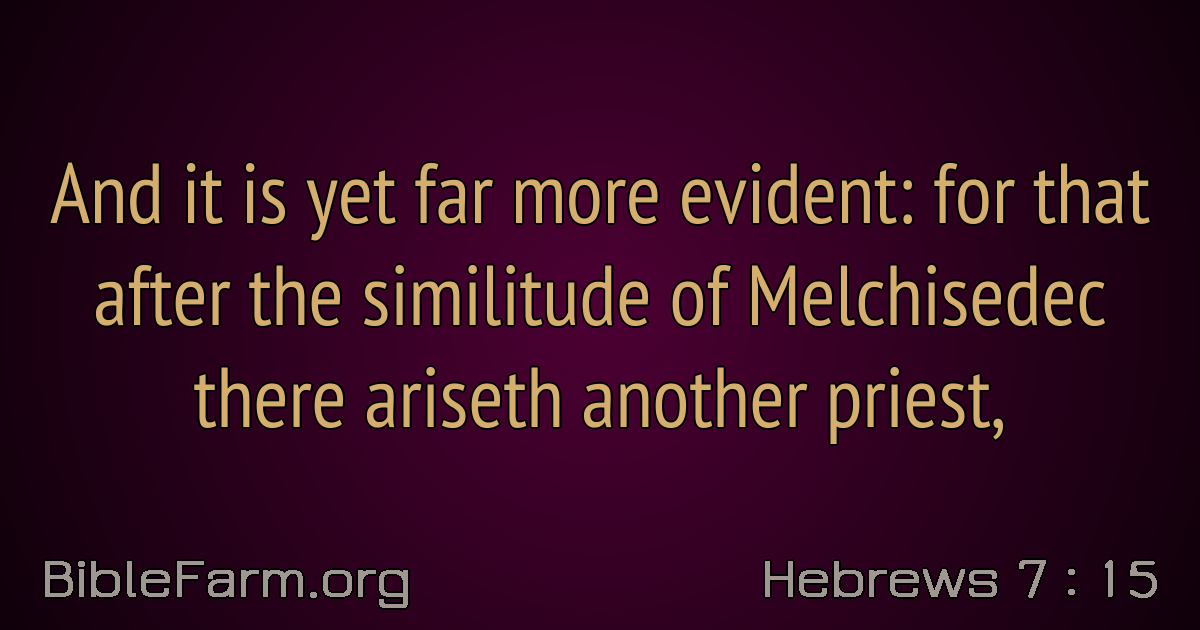 And it is yet far more evident: for that
after the similitude of Melchisedec
there ariseth another priest,
BibleFarm.org
Hebrews 7 : 15